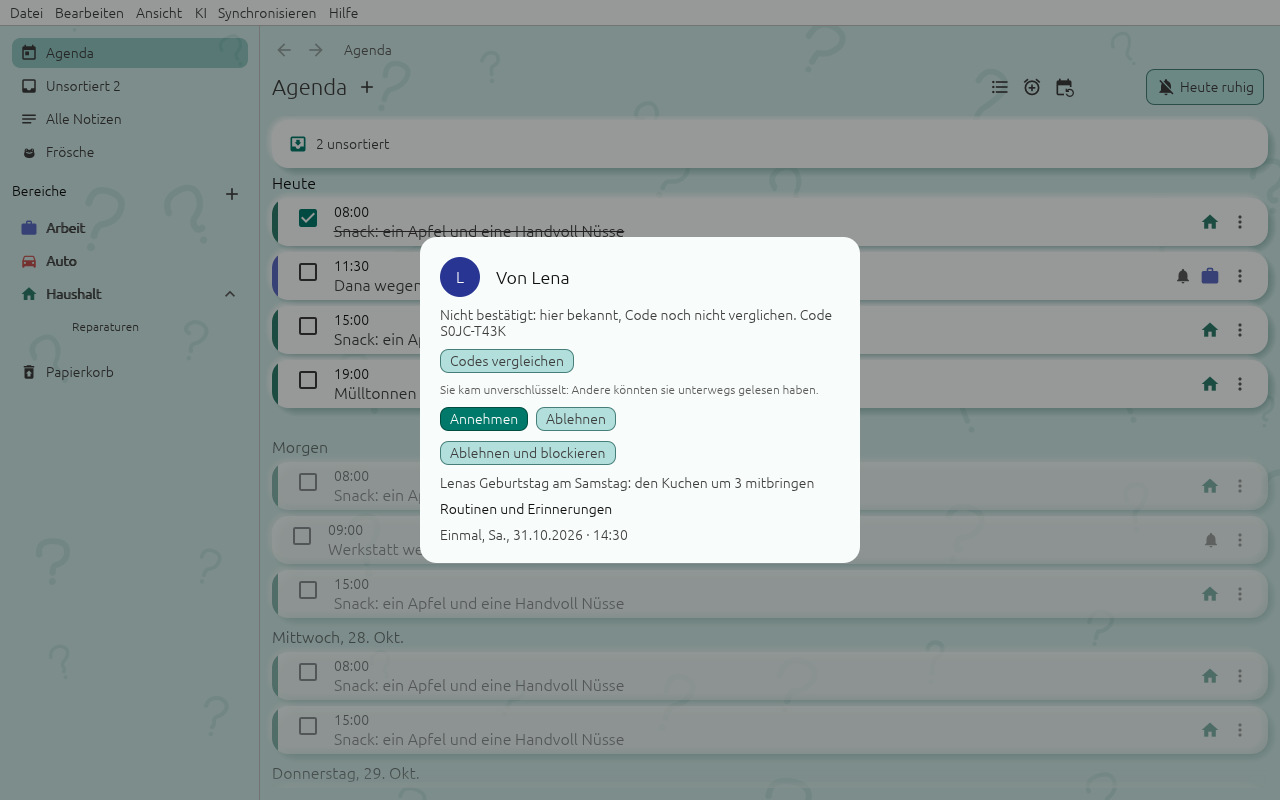 Datei Bearbeiten Ansicht KI Synchronisieren Hilfe
Agenda
Unsortiert 2
Alle Notizen
Frösche
Bereiche
Arbeit
Auto
Haushalt
Reparaturen
Papierkorb
Agenda
Agenda
Heute ruhig
2 unsortiert
Heute
08:00
Snack: ein Apfel und eine Handvoll Nüsse
11:30
Dana wegen
15:00
Snack: ein
19:00
Mülltonnen
Von Lena
Nicht bestätigt: hier bekannt, Code noch nicht verglichen. Code
S0JC-T43K
Codes vergleichen
Sie kam unverschlüsselt: Andere könnten sie unterwegs gelesen haben.
Annehmen Ablehnen
Ablehnen und blockieren
Lenas Geburtstag am Samstag: den Kuchen um 3 mitbringen
Routinen und Erinnerungen
Einmal, Sa., 31.10.2026 · 14:30
Morgen
08:00
Snack: ein
09:00
Werkstatt
15:00
Snack: ein Apfel und eine Handvoll Nüsse
Mittwoch, 28. Okt.
08:00
Snack: ein Apfel und eine Handvoll Nüsse
15:00
Snack: ein Apfel und eine Handvoll Nüsse
Donnerstag, 29. Okt.